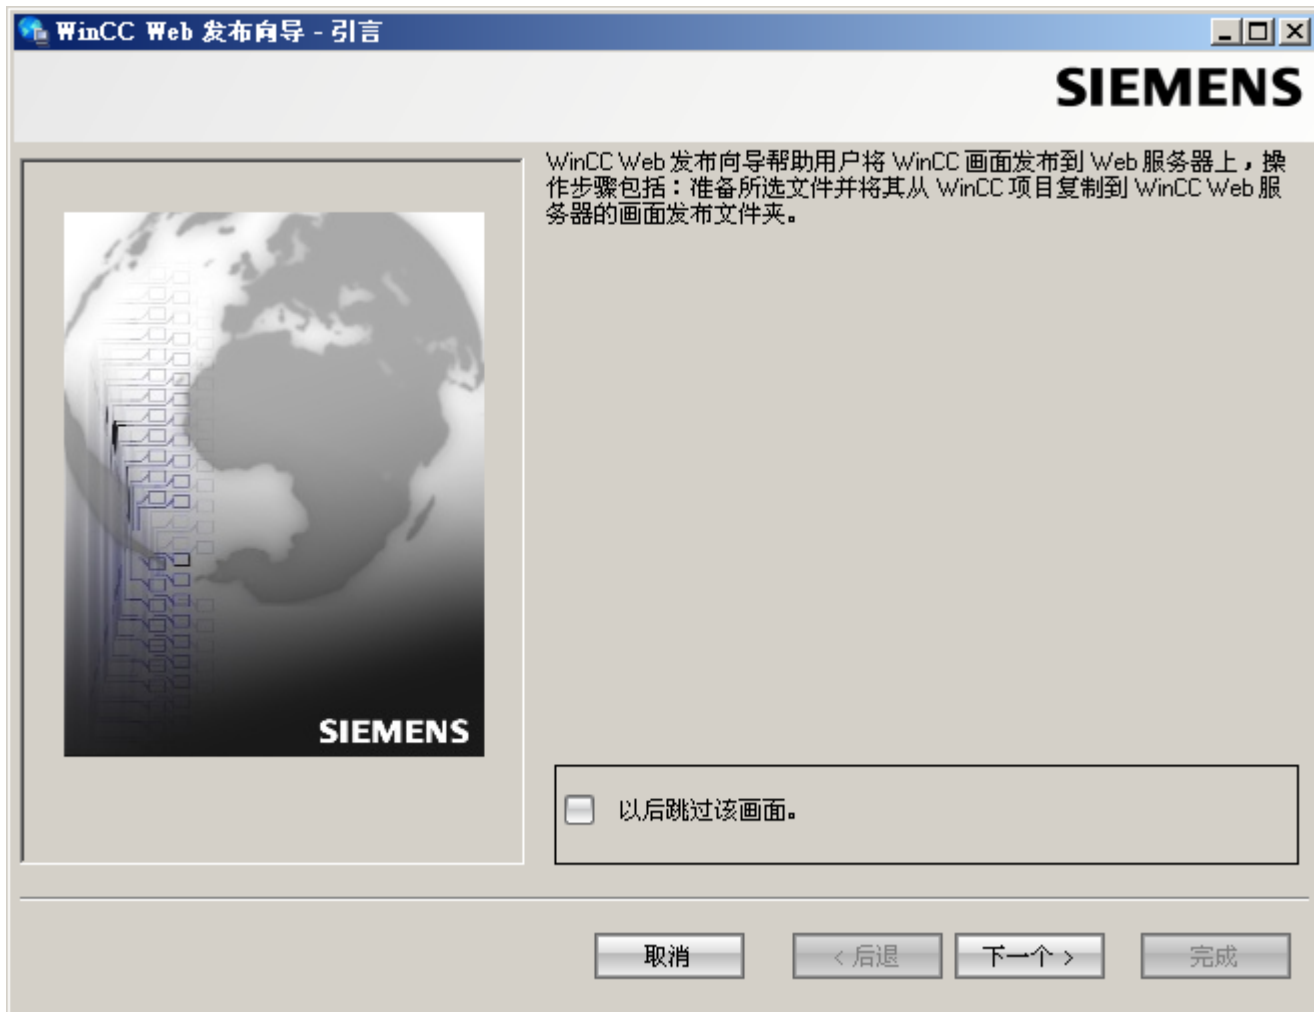 WinCC Web 发布向导 - 引言
SIEMENS
WinCC Web 发布向导帮助用户将 WinCC 画面发布到 Web 服务器上，操
作步骤包括：准备所选文件并将其从 WinCC 项目复制到 WinCC Web 服
务器的画面发布文件夹。
SIEMENS
以后跳过该画面。
取消
< 后退
下一个 >
完成